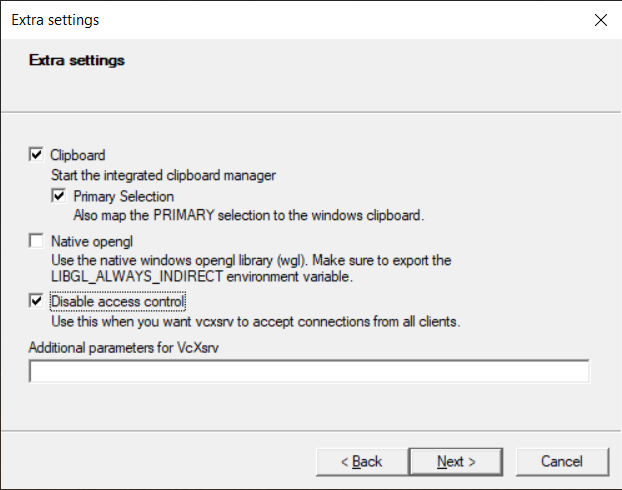 Extra settings
Extra settings
Clipboard
Start the integrated clipboard manager
Primary Selection
Also map the PRIMARY selection to the windows clipboard.
Native opengl
Use the native windows opengl library (wgl). Make sure to export the
LIBGL_ALWAYS_INDIRECT environment variable.
Disable access control
Use this when you want vcxsrv to accept connections from all clients.
Additional parameters for VcXsrv
< Back Next > Cancel